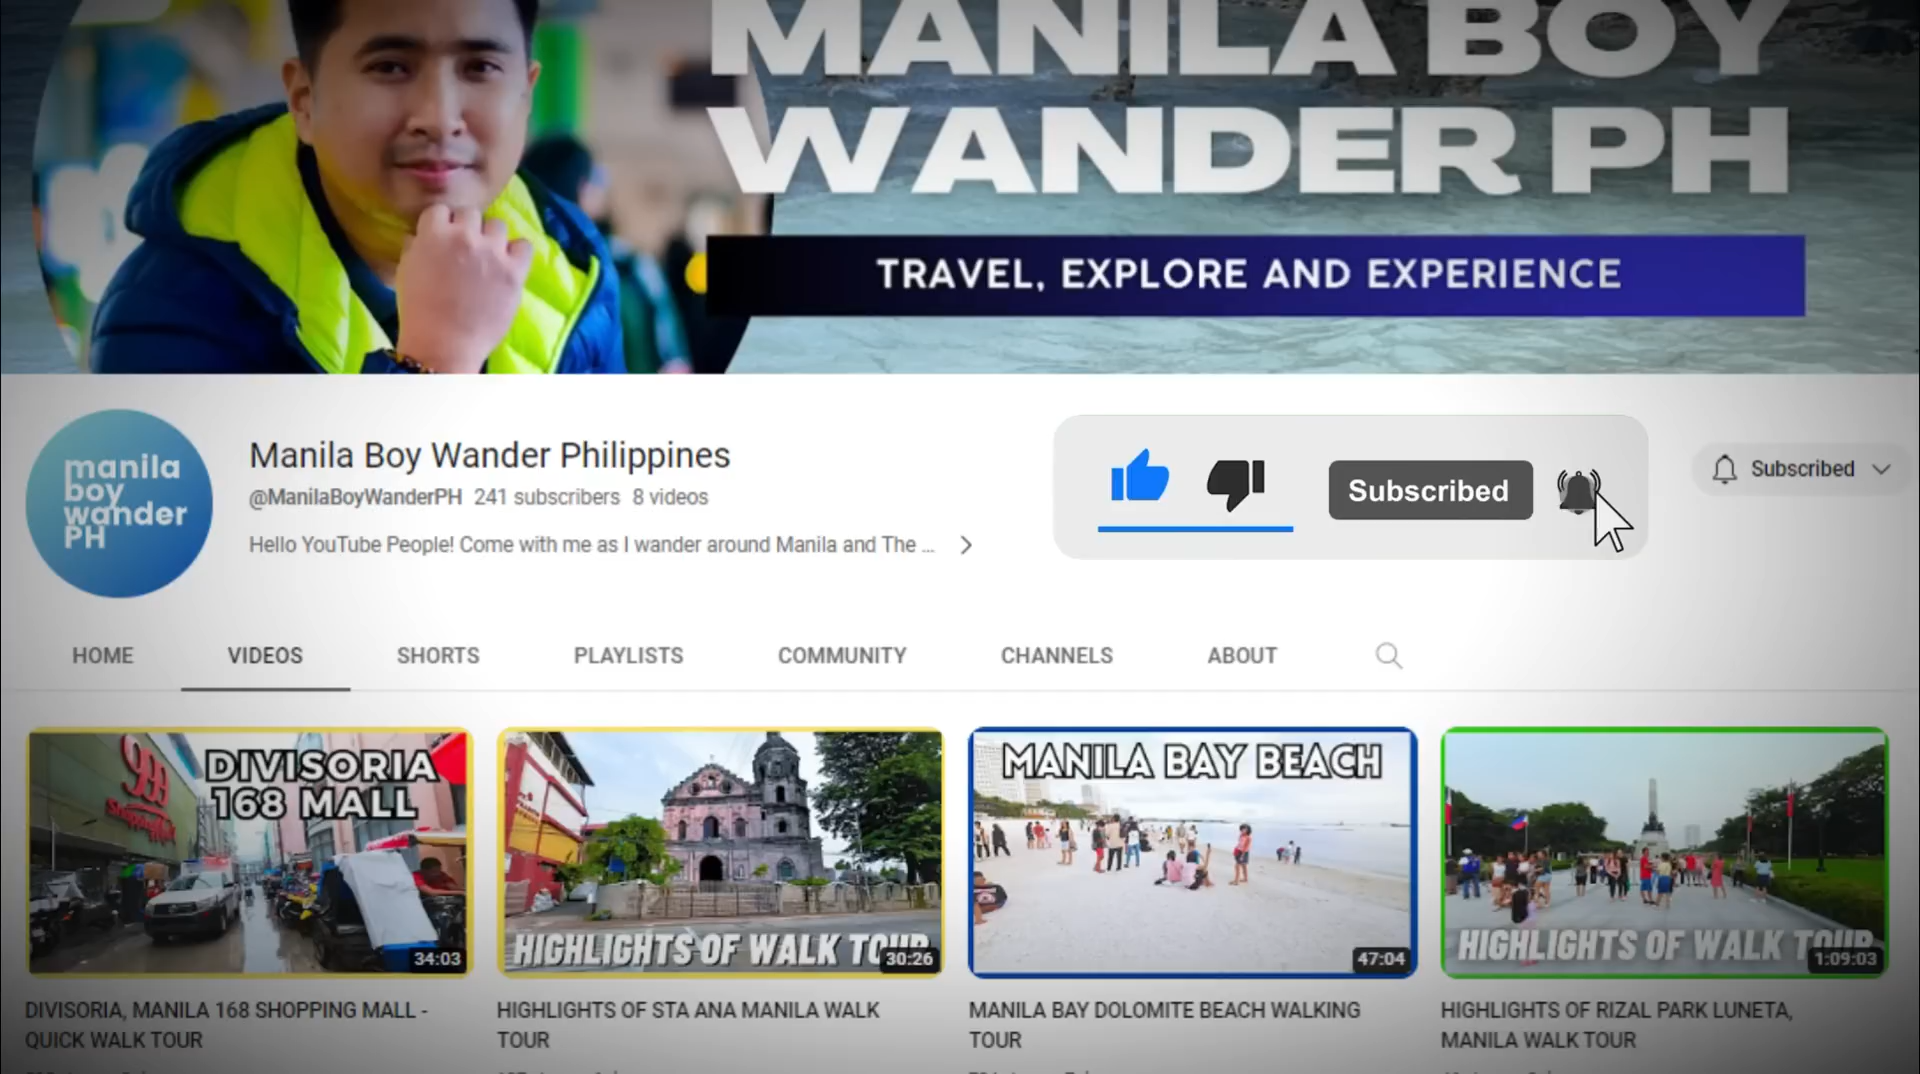 MANILA BOY
WANDER PH
TRAVEL, EXPLORE AND EXPERIENCE
manila
boy
wander
PH
Manila Boy Wander Philippines
@ManilaBoyWanderPH 241 subscribers 8 videos
Hello YouTube People! Come with me as I wander around Manila and The ...
Subscribed
Subscribed
HOME VIDEOS SHORTS PLAYLISTS COMMUNITY CHANNELS ABOUT
999
Shopping Mall
DIVISORIA
168 MALL
34:03
HIGHLIGHTS OF WALK TOUR
30:26
MANILA BAY BEACH
47:04
HIGHLIGHTS OF WALK TOUR
1:09:03
DIVISORIA, MANILA 168 SHOPPING MALL -
QUICK WALK TOUR
HIGHLIGHTS OF STA ANA MANILA WALK
TOUR
MANILA BAY DOLOMITE BEACH WALKING
TOUR
HIGHLIGHTS OF RIZAL PARK LUNETA,
MANILA WALK TOUR